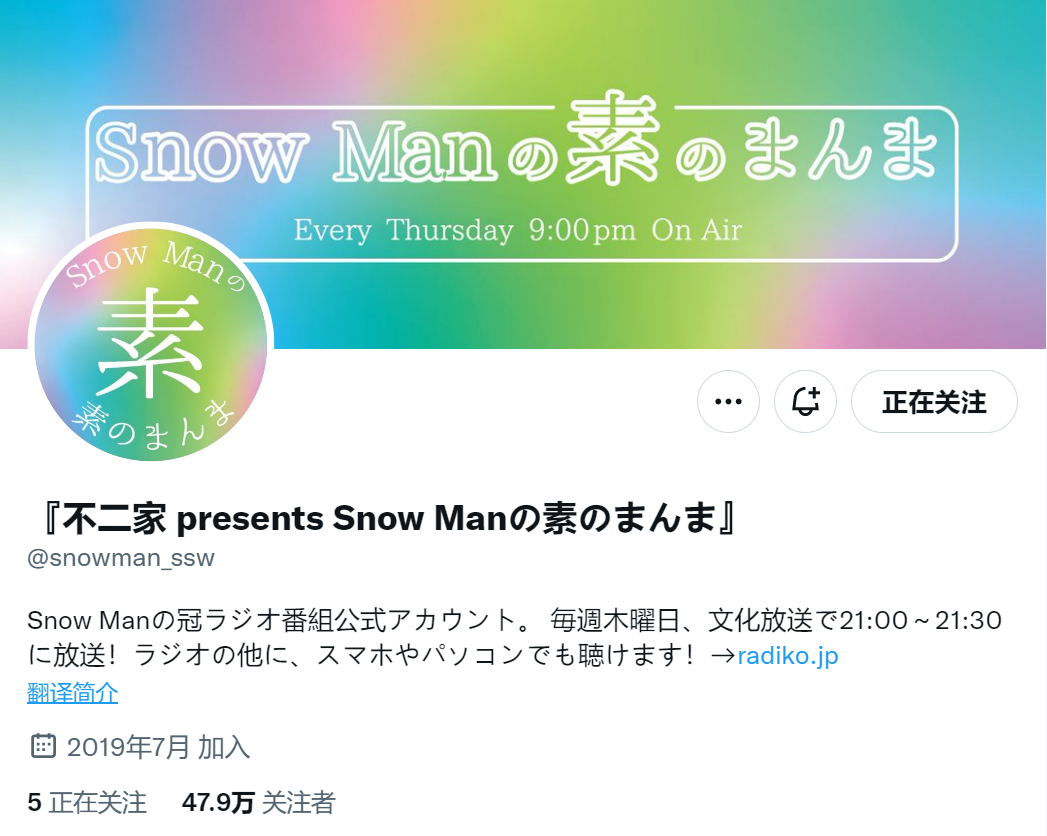 Snow Manの素のまんま
Every Thursday 9:00pm On Air
Snow Manの
素
素のまんま
正在关注
『不二家 presents Snow Manの素のまんま』
@snowman_ssw
Snow Manの冠ラジオ番組公式アカウント。 毎週木曜日、文化放送で21:00～21:30
に放送！ラジオの他に、スマホやパソコンでも聴けます！→radiko.jp
翻译简介
2019年7月 加入
5 正在关注 47.9万 关注者